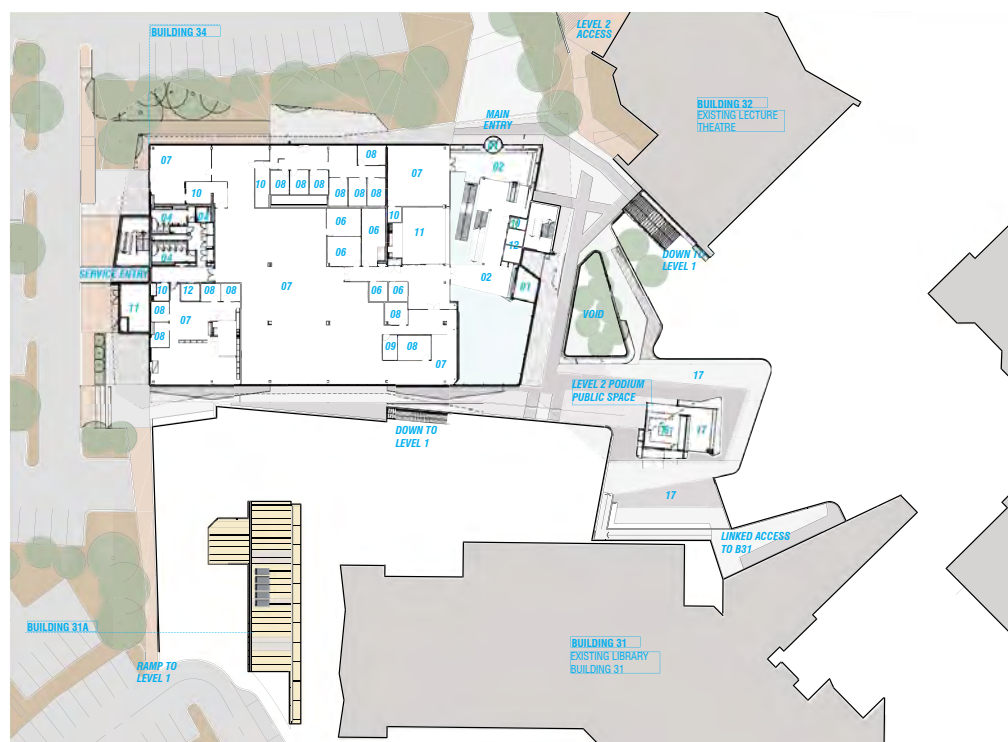 BUILDING 34
LEVEL 2
ACCESS
BUILDING 32
EXISTING LECTURE
THEATRE
MAIN
ENTRY
07
08
02
10
10
08
08
08
08
08
08
07
04
06
06
06
10
11
12
DOWN TO
LEVEL 1
04
SERVICE ENTRY
07
02
01
10
12
08
08
06
06
11
08
07
08
VOID
08
09
08
07
17
LEVEL 2 PODIUM
PUBLIC SPACE
17
DOWN TO
LEVEL 1
17
LINKED ACCESS
TO B31
BUILDING 31A
BUILDING 31
EXISTING LIBRARY
BUILDING 31
RAMP TO
LEVEL 1